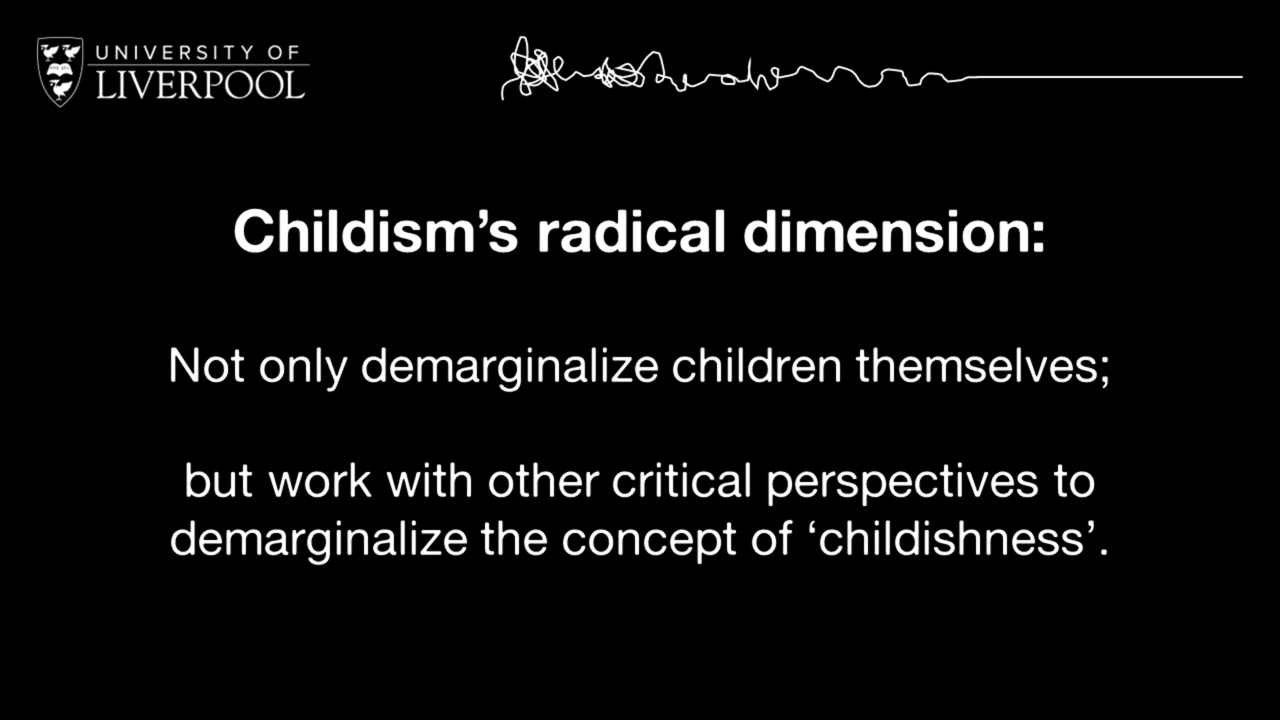 UNIVERSITY OF
LIVERPOOL
Childism’s radical dimension:
Not only demarginalize children themselves;
but work with other critical perspectives to
demarginalize the concept of ‘childishness’.